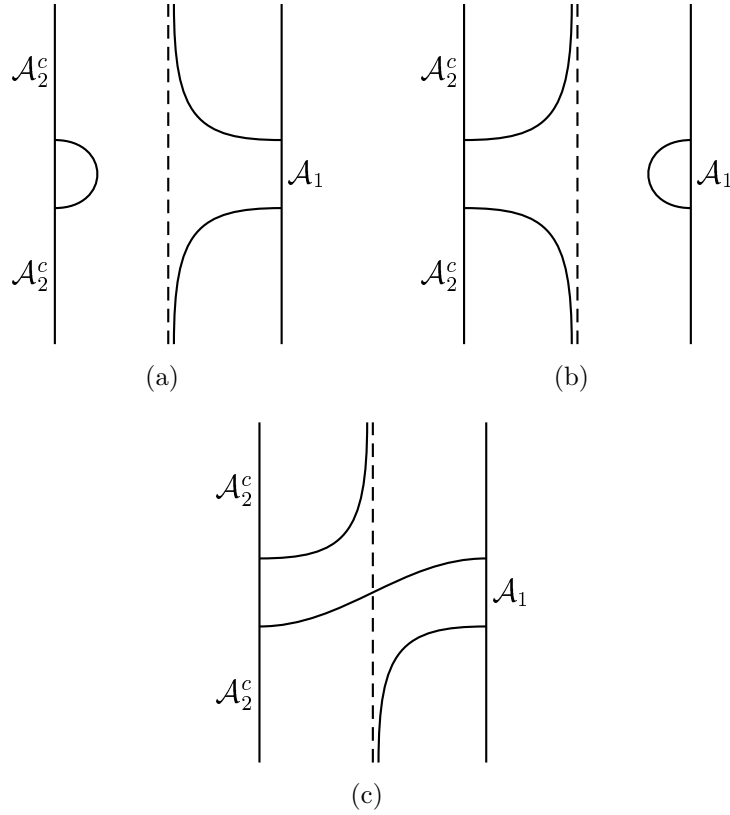 𝒜₂ᶜ 𝒜₂ᶜ
𝒜₁ 𝒜₁
𝒜₂ᶜ 𝒜₂ᶜ
(a) (b)
𝒜₂ᶜ
𝒜₁
𝒜₂ᶜ
(c)